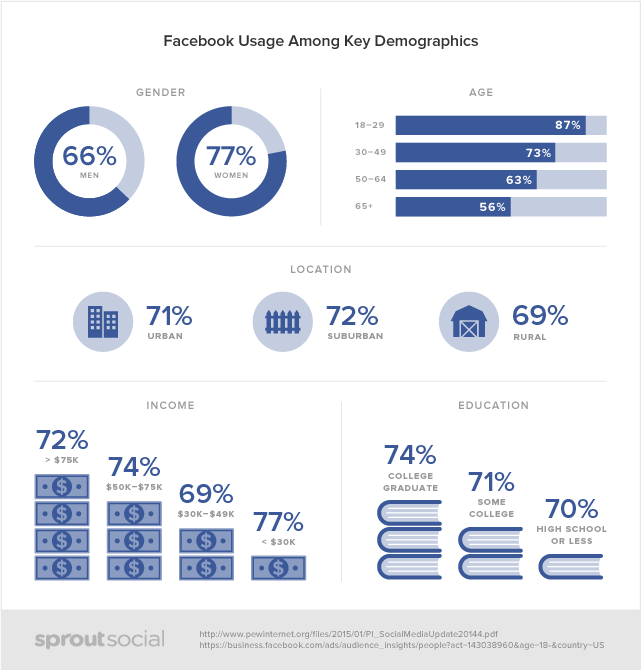 Facebook Usage Among Key Demographics
GENDER
66%
MEN
77%
WOMEN
AGE
18–29
87%
30–49
73%
50–64
63%
65+
56%
LOCATION
71%
URBAN
72%
SUBURBAN
69%
RURAL
INCOME
72%
> $75K
74%
$50K–$75K
69%
$30K–$49K
77%
< $30K
EDUCATION
74%
COLLEGE
GRADUATE
71%
SOME
COLLEGE
70%
HIGH SCHOOL
OR LESS
sproutsocial
http://www.pewinternet.org/files/2015/01/PI_SocialMediaUpdate20144.pdf
https://business.facebook.com/ads/audience_insights/people?act=143038960&age=18-&country=US